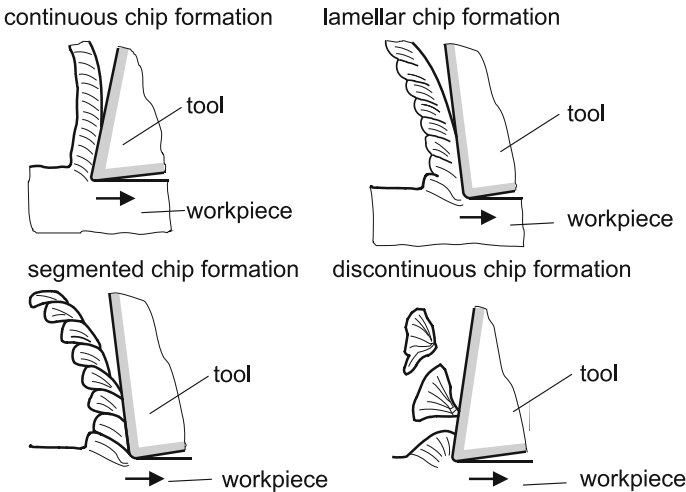 continuous chip formation
lamellar chip formation
tool
tool
workpiece
workpiece
segmented chip formation
discontinuous chip formation
tool
tool
workpiece
workpiece